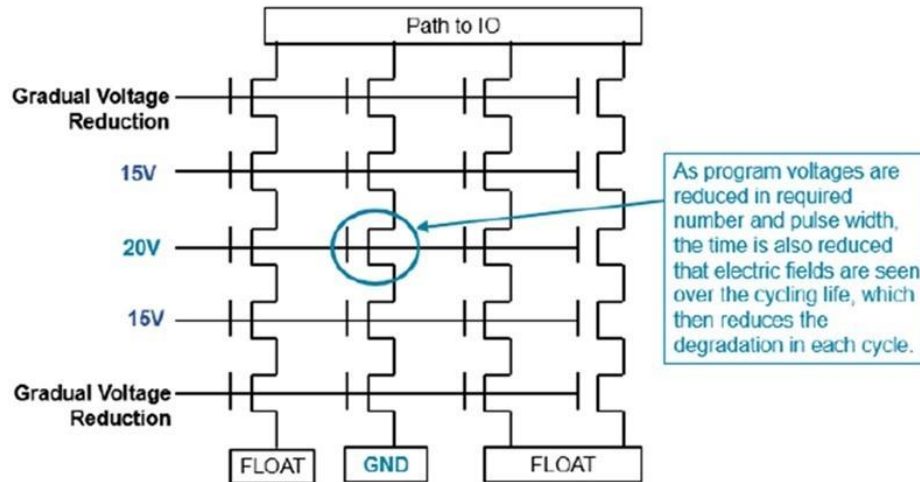 Path to IO
Gradual Voltage
Reduction
15V
20V
15V
Gradual Voltage
Reduction
As program voltages are
reduced in required
number and pulse width,
the time is also reduced
that electric fields are seen
over the cycling life, which
then reduces the
degradation in each cycle.
FLOAT
GND
FLOAT